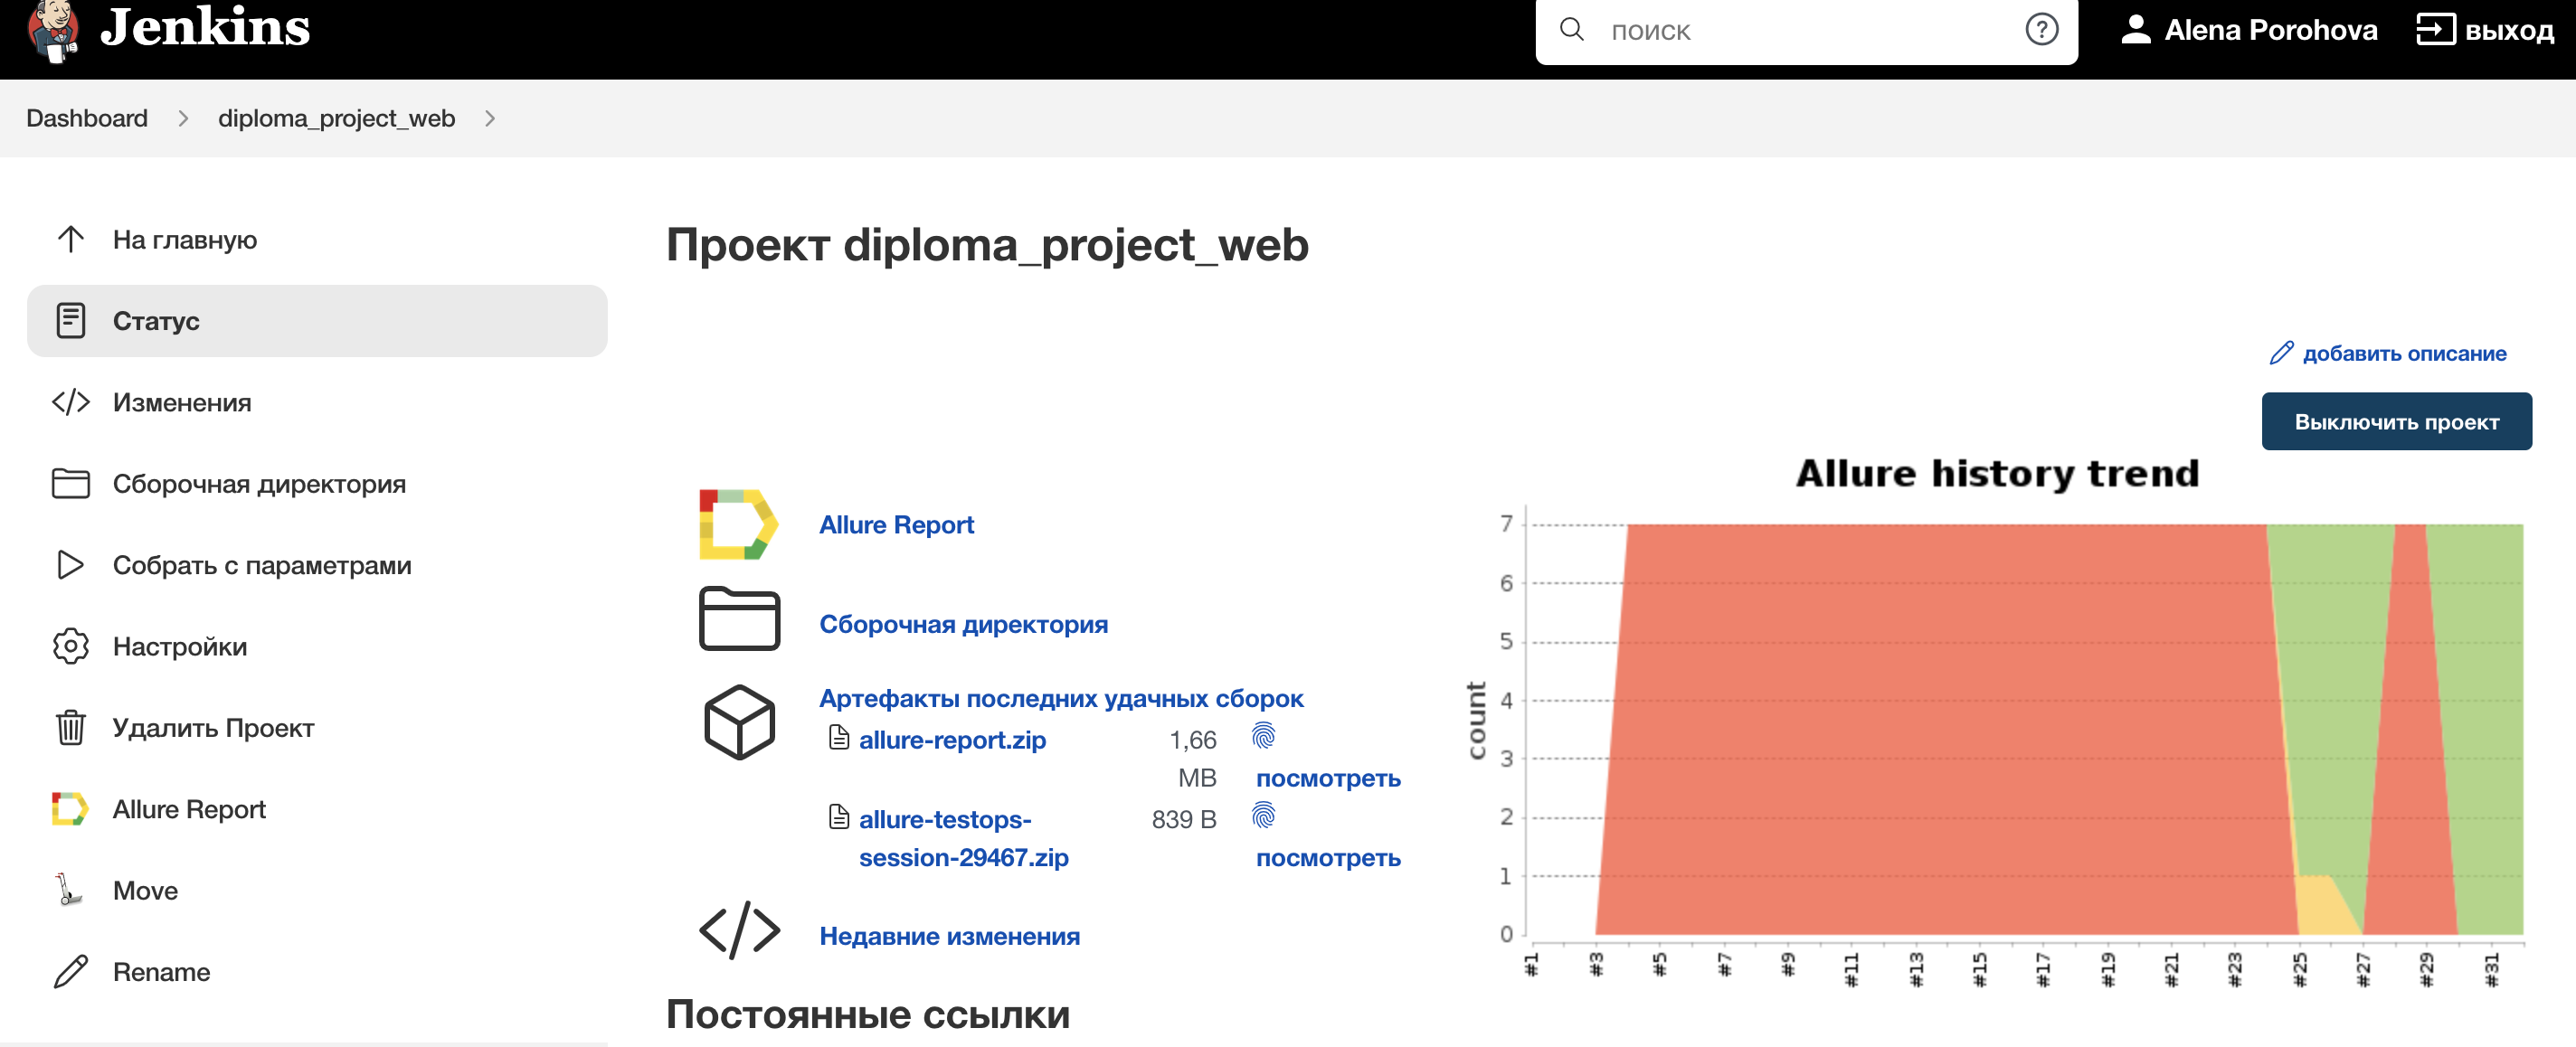 Jenkins
поиск
Alena Porohova
выход
Dashboard
diploma_project_web
На главную
Статус
Изменения
Сборочная директория
Собрать с параметрами
Настройки
Удалить Проект
Allure Report
Move
Rename
Проект diploma_project_web
добавить описание
Выключить проект
Allure Report
Сборочная директория
Артефакты последних удачных сборок
allure-report.zip 1,66
MB посмотреть
allure-testops- 839 B
session-29467.zip посмотреть
Недавние изменения
Постоянные ссылки
Allure history trend
count
7
6
5
4
3
2
1
0
#1 #3 #5 #7 #9 #11 #13 #15 #17 #19 #21 #23 #25 #27 #29 #31